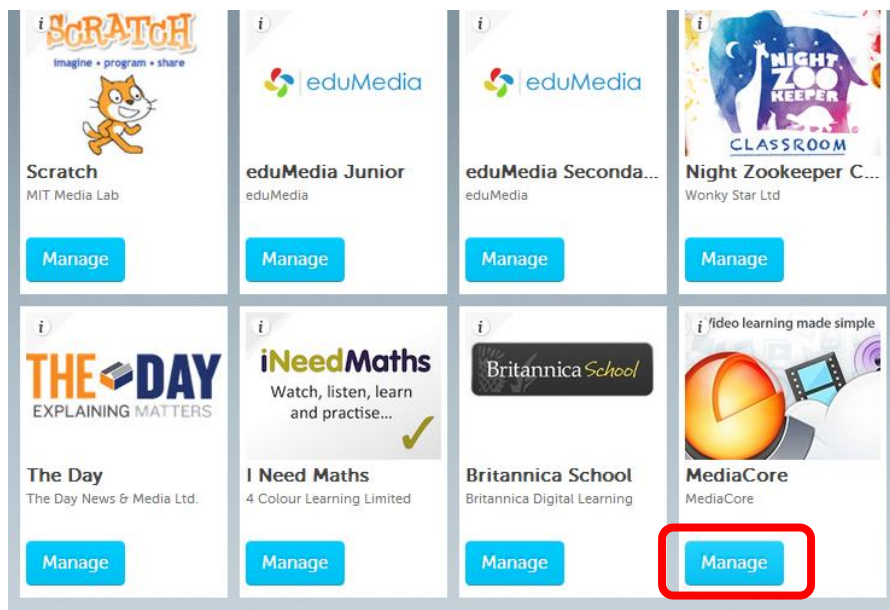 i
SCRATCH
imagine • program • share
Scratch
MIT Media Lab
Manage
i
eduMedia
eduMedia Junior
eduMedia
Manage
i
eduMedia
eduMedia Seconda...
eduMedia
Manage
i
NIGHT
ZOO
KEEPER
CLASSROOM
Night Zookeeper C...
Wonky Star Ltd
Manage
i
THE DAY
EXPLAINING MATTERS
The Day
The Day News & Media Ltd.
Manage
i
iNeedMaths
Watch, listen, learn
and practise...
I Need Maths
4 Colour Learning Limited
Manage
i
Britannica School
Britannica School
Britannica Digital Learning
Manage
i
Video learning made simple
MediaCore
MediaCore
Manage